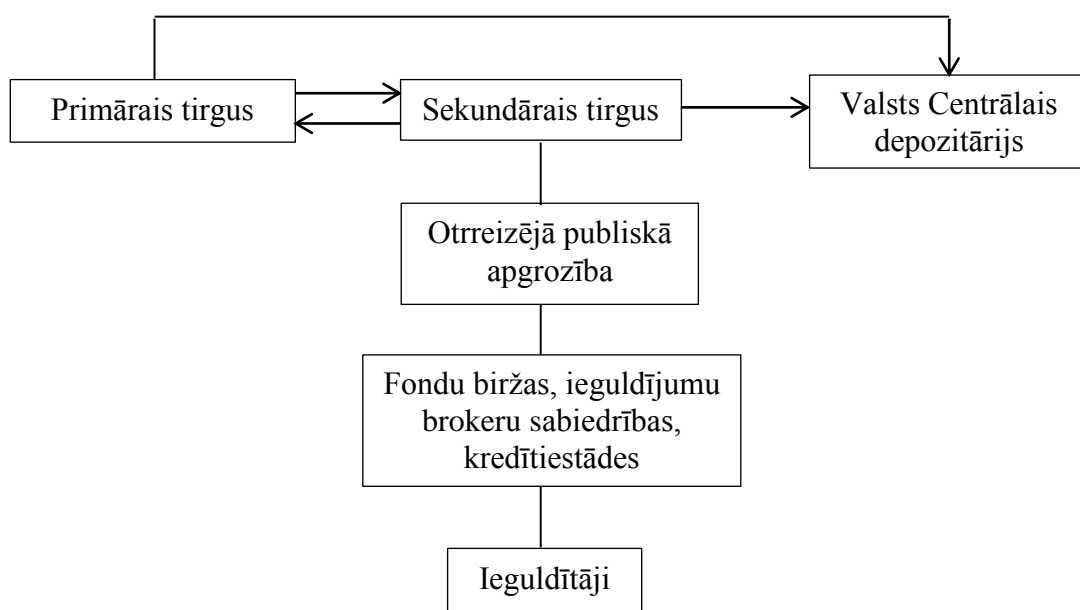 Primārais tirgus
Sekundārais tirgus
Valsts Centrālais
depozitārijs
Otrreizējā publiskā
apgrozība
Fondu biržas, ieguldījumu
brokeru sabiedrības,
kredītiestādes
Ieguldītāji